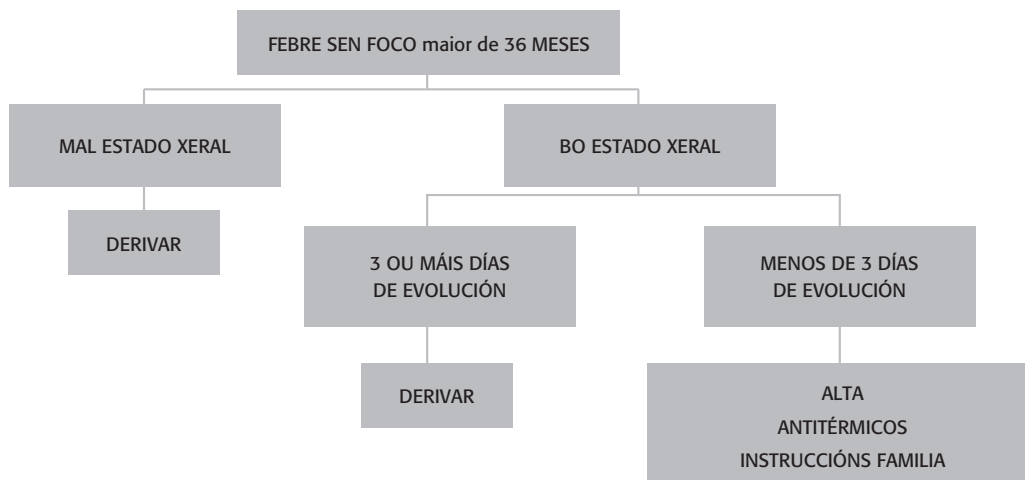 FEBRE SEN FOCO maior de 36 MESES
MAL ESTADO XERAL
BO ESTADO XERAL
DERIVAR
3 OU MÁIS DÍAS
DE EVOLUCIÓN
MENOS DE 3 DÍAS
DE EVOLUCIÓN
DERIVAR
ALTA
ANTITÉRMICOS
INSTRUCCIÓNS FAMILIA